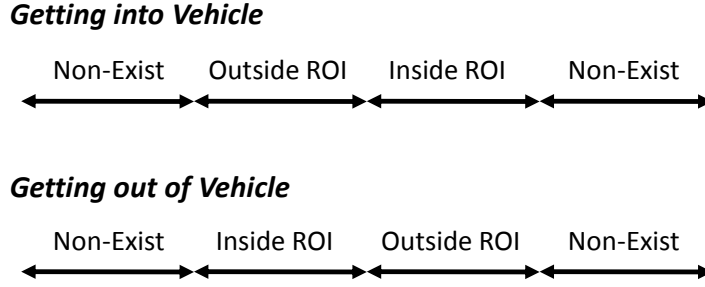 Getting into Vehicle
Non-Exist Outside ROI Inside ROI Non-Exist
Getting out of Vehicle
Non-Exist Inside ROI Outside ROI Non-Exist